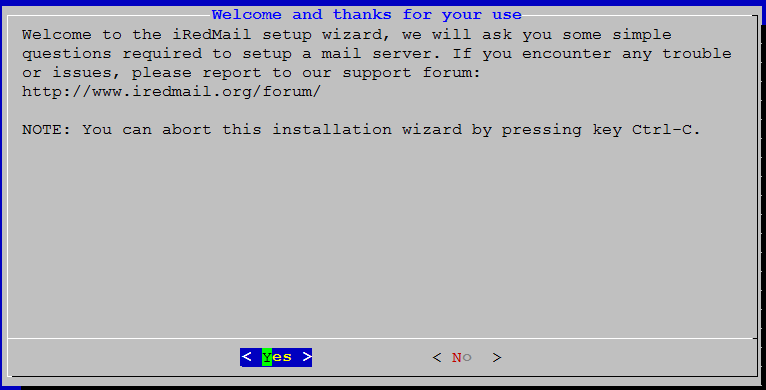 Welcome and thanks for your use
Welcome to the iRedMail setup wizard, we will ask you some simple
questions required to setup a mail server. If you encounter any trouble
or issues, please report to our support forum:
http://www.iredmail.org/forum/
NOTE: You can abort this installation wizard by pressing key Ctrl-C.
< Yes > < No >